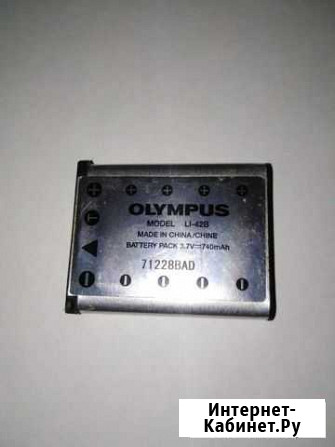 OLYMPUS
MODEL LI-42B
MADE IN CHINA/CHINE
BATTERY PACK 3.7V⎓740mAh
71228BAD
Интернет-
Кабинет.Ру